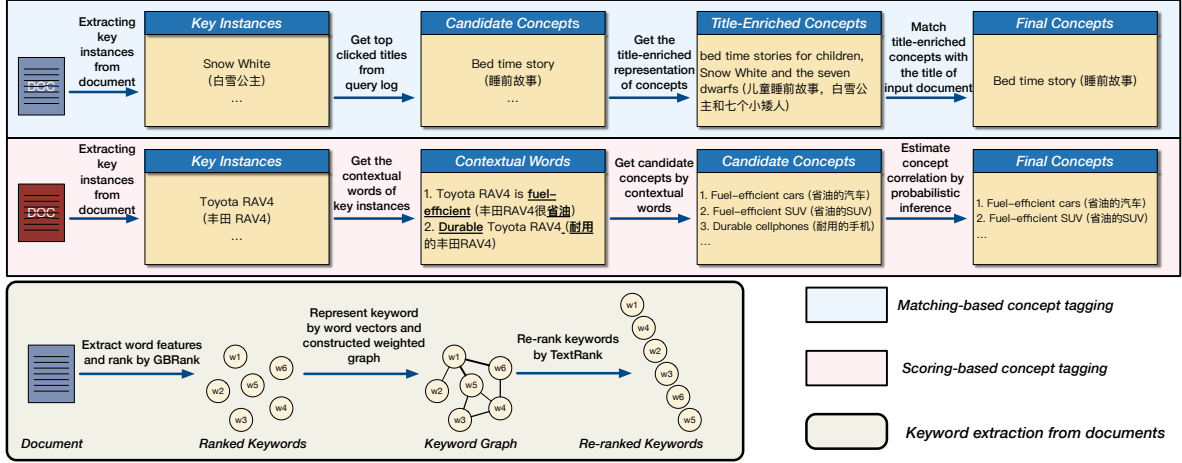 Extracting
key
instances
from
document
DOC
Key Instances
Snow White
(白雪公主)
...
Get top
clicked titles
from
query log
Candidate Concepts
Bed time story
(睡前故事)
...
Get the
title-enriched
representation
of concepts
Title-Enriched Concepts
bed time stories for children,
Snow White and the seven
dwarfs (儿童睡前故事，白雪公
主和七个小矮人)
Match
title-enriched
concepts with
the title of
input document
Final Concepts
Bed time story (睡前故事)
Extracting
key
instances
from
document
DOC
Key Instances
Toyota RAV4
(丰田 RAV4)
...
Get the
contextual
words of
key instances
Contextual Words
1. Toyota RAV4 is fuel-
efficient (丰田RAV4很省油)
2. Durable Toyota RAV4 (耐用
的丰田RAV4)
Get candidate
concepts by
contextual
words
Candidate Concepts
1. Fuel-efficient cars (省油的汽车)
2. Fuel-efficient SUV (省油的SUV)
3. Durable cellphones (耐用的手机)
...
Estimate
concept
correlation by
probabilistic
inference
Final Concepts
1. Fuel-efficient cars (省油的汽车)
2. Fuel-efficient SUV (省油的SUV)
...
Document
Extract word features
and rank by GBRank
w1
w6
w2
w5
w4
w3
Ranked Keywords
Represent keyword
by word vectors and
constructed weighted
graph
w1
w6
w2
w5
w4
w3
Keyword Graph
Re-rank keywords
by TextRank
w1
w4
w2
w3
w6
w5
Re-ranked Keywords
Matching-based concept tagging
Scoring-based concept tagging
Keyword extraction from documents